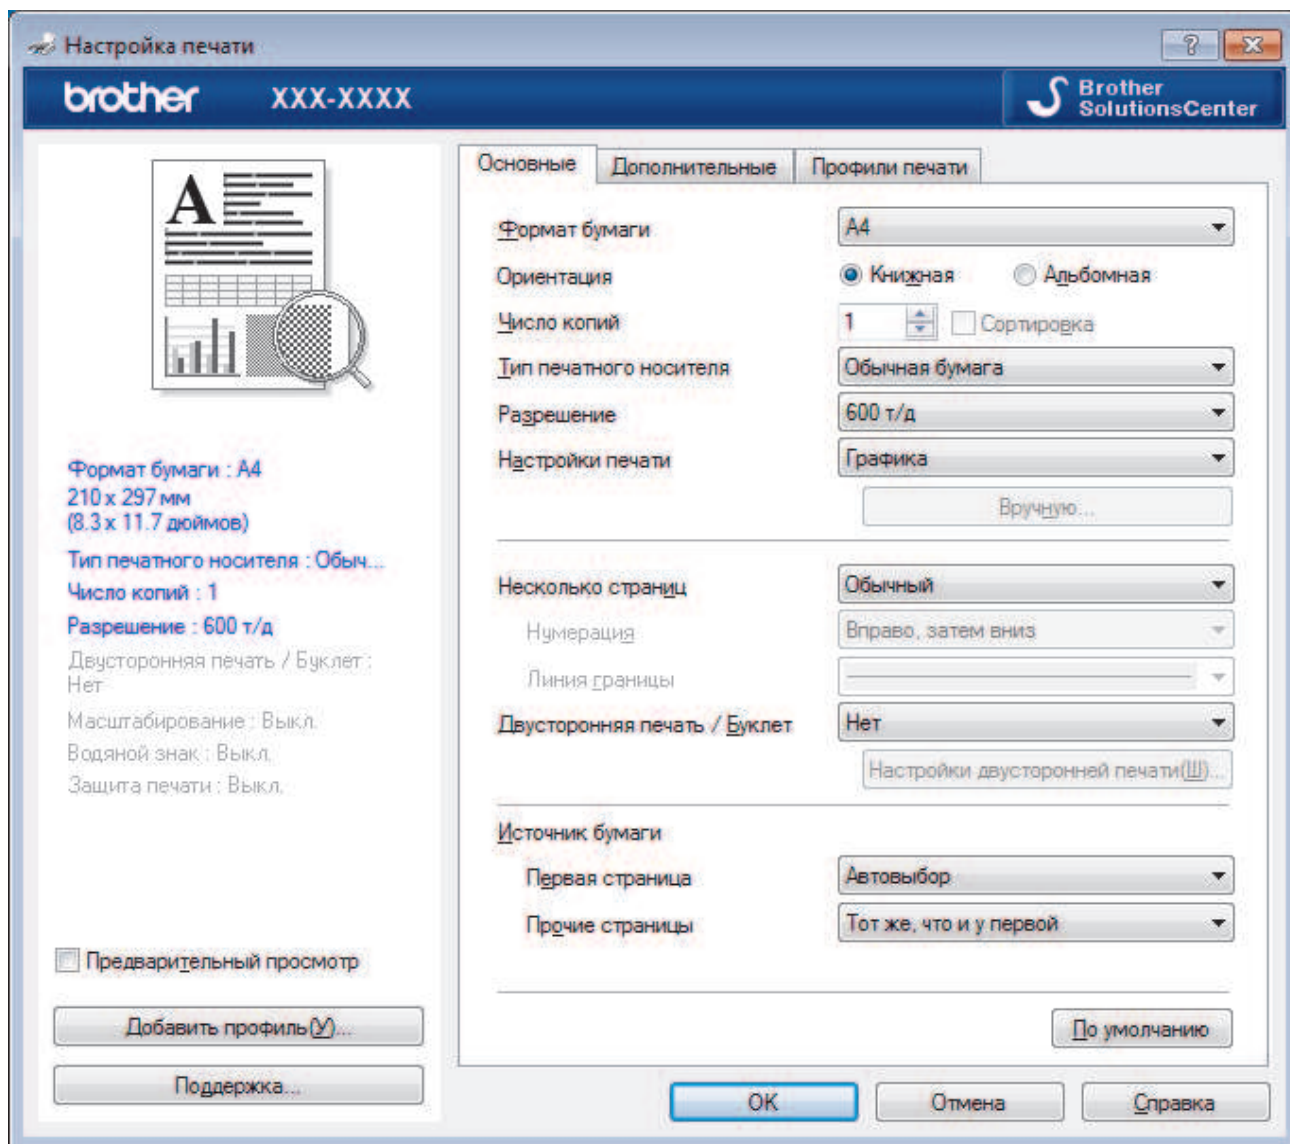 Настройка печати
brother XXX-XXXX
Brother
SolutionsCenter
A
Формат бумаги : A4
210 x 297 мм
(8.3 x 11.7 дюймов)
Тип печатного носителя : Обыч...
Число копий : 1
Разрешение : 600 т/д
Двусторонняя печать / Буклет :
Нет
Масштабирование : Выкл.
Водяной знак : Выкл.
Защита печати : Выкл.
Предварительный просмотр
Добавить профиль(У)...
Поддержка...
Основные Дополнительные Профили печати
Формат бумаги A4
Ориентация Книжная Альбомная
Число копий 1 Сортировка
Тип печатного носителя Обычная бумага
Разрешение 600 т/д
Настройки печати Графика
Вручную...
Несколько страниц Обычный
Нумерация Вправо, затем вниз
Линия границы
Двусторонняя печать / Буклет Нет
Настройки двусторонней печати(Ш)...
Источник бумаги
Первая страница Автовыбор
Прочие страницы Тот же, что и у первой
По умолчанию
OK Отмена Справка